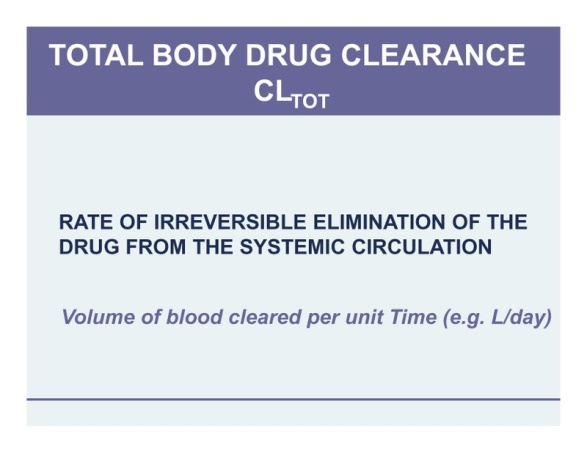 TOTAL BODY DRUG CLEARANCE
CLTOT
RATE OF IRREVERSIBLE ELIMINATION OF THE
DRUG FROM THE SYSTEMIC CIRCULATION
Volume of blood cleared per unit Time (e.g. L/day)